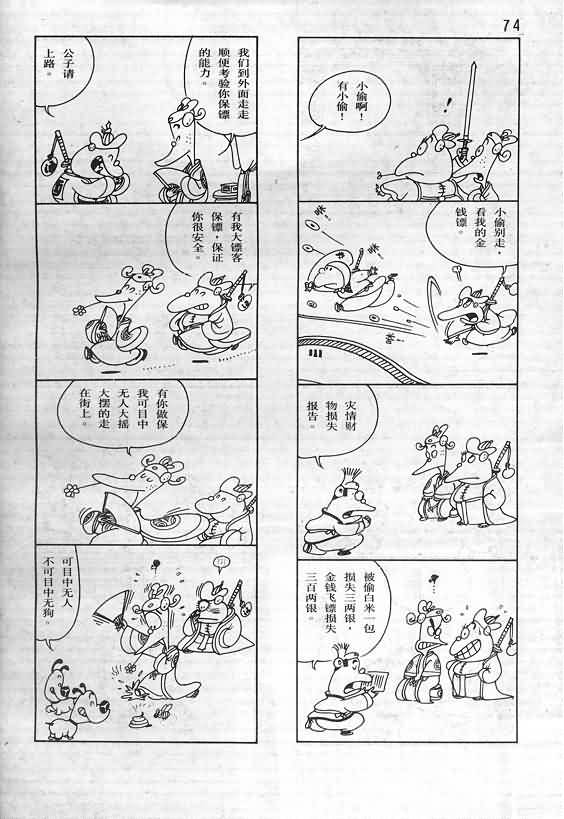 74
小偷啊！
有小偷！
!
小偷别走，
看我的金
钱镖。
咻．
咻．
咻．
灾情财
物损失
报告。
被偷白米一包
损失三两银，
金钱飞镖损失
三百两银。
我们到外面走走
顺便考验你保镖
的能力。
公子请
上路。
有我大镖客
保镖，保证
你很安全。
有你做保
我可目中
无人大摇
大摆的走
在街上。
!!!
可目中无人
不可目中无狗。